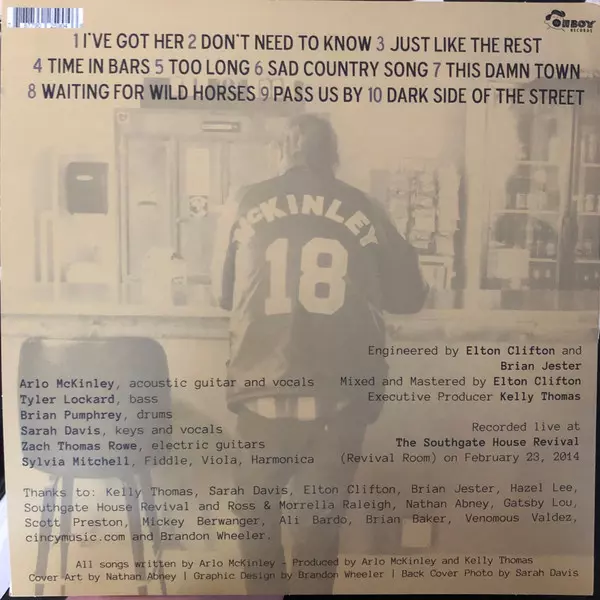 CONBOY
RECORDS
1 I'VE GOT HER 2 DON'T NEED TO KNOW 3 JUST LIKE THE REST
4 TIME IN BARS 5 TOO LONG 6 SAD COUNTRY SONG 7 THIS DAMN TOWN
8 WAITING FOR WILD HORSES 9 PASS US BY 10 DARK SIDE OF THE STREET
MCKINLEY
18
Engineered by Elton Clifton and
Brian Jester
Mixed and Mastered by Elton Clifton
Executive Producer Kelly Thomas
Recorded live at
The Southgate House Revival
(Revival Room) on February 23, 2014
Arlo McKinley, acoustic guitar and vocals
Tyler Lockard, bass
Brian Pumphrey, drums
Sarah Davis, keys and vocals
Zach Thomas Rowe, electric guitars
Sylvia Mitchell, Fiddle, Viola, Harmonica
Thanks to: Kelly Thomas, Sarah Davis, Elton Clifton, Brian Jester, Hazel Lee,
Southgate House Revival and Ross & Morrella Raleigh, Nathan Abney, Gatsby Lou,
Scott Preston, Mickey Berwanger, Ali Bardo, Brian Baker, Venomous Valdez,
cincymusic.com and Brandon Wheeler.
All songs written by Arlo McKinley - Produced by Arlo McKinley and Kelly Thomas
Cover Art by Nathan Abney | Graphic Design by Brandon Wheeler | Back Cover Photo by Sarah Davis